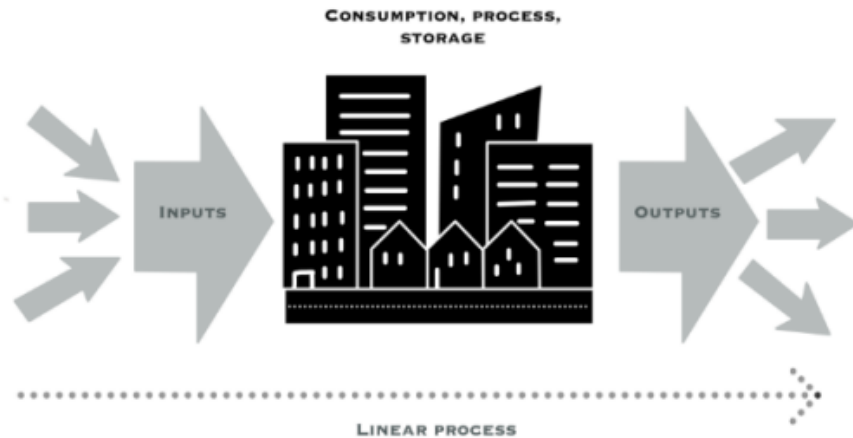 CONSUMPTION, PROCESS,
STORAGE
INPUTS
OUTPUTS
LINEAR PROCESS